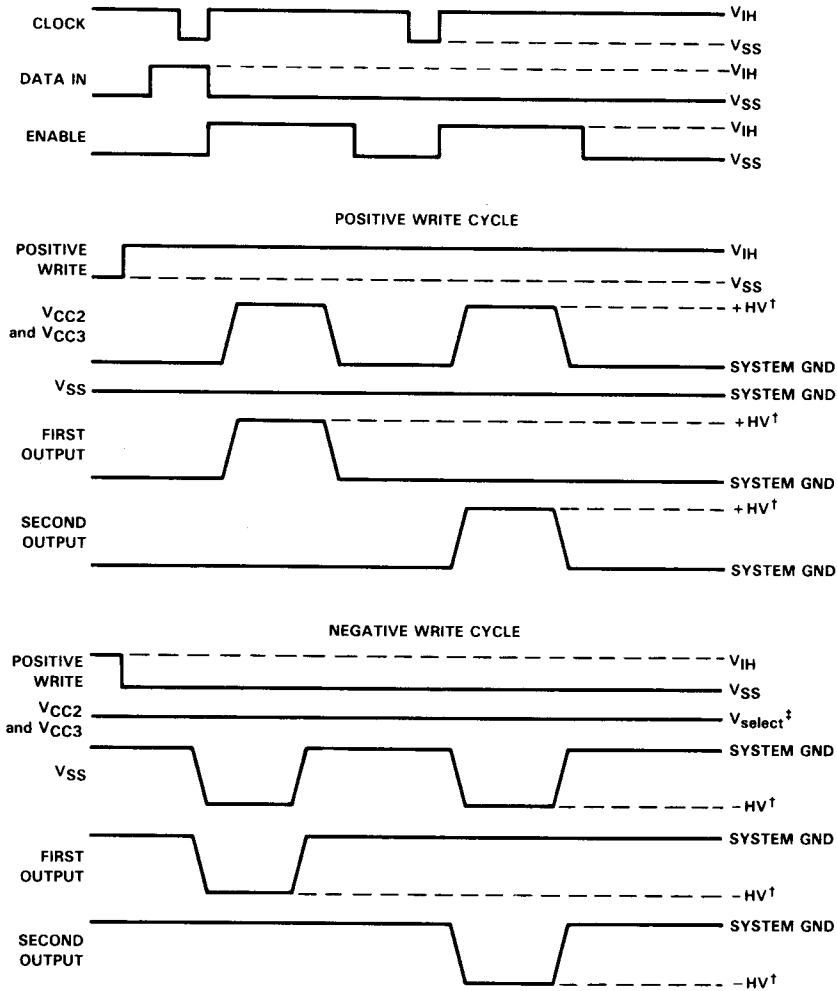 CLOCK
VIH
VSS
DATA IN
VIH
VSS
ENABLE
VIH
VSS
POSITIVE WRITE CYCLE
POSITIVE
WRITE
VIH
VSS
VCC2
and VCC3
+HV†
SYSTEM GND
VSS
SYSTEM GND
FIRST
OUTPUT
+HV†
SYSTEM GND
SECOND
OUTPUT
+HV†
SYSTEM GND
NEGATIVE WRITE CYCLE
POSITIVE
WRITE
VIH
VSS
VCC2
and VCC3
Vselect‡
VSS
SYSTEM GND
−HV†
FIRST
OUTPUT
SYSTEM GND
−HV†
SECOND
OUTPUT
SYSTEM GND
−HV†